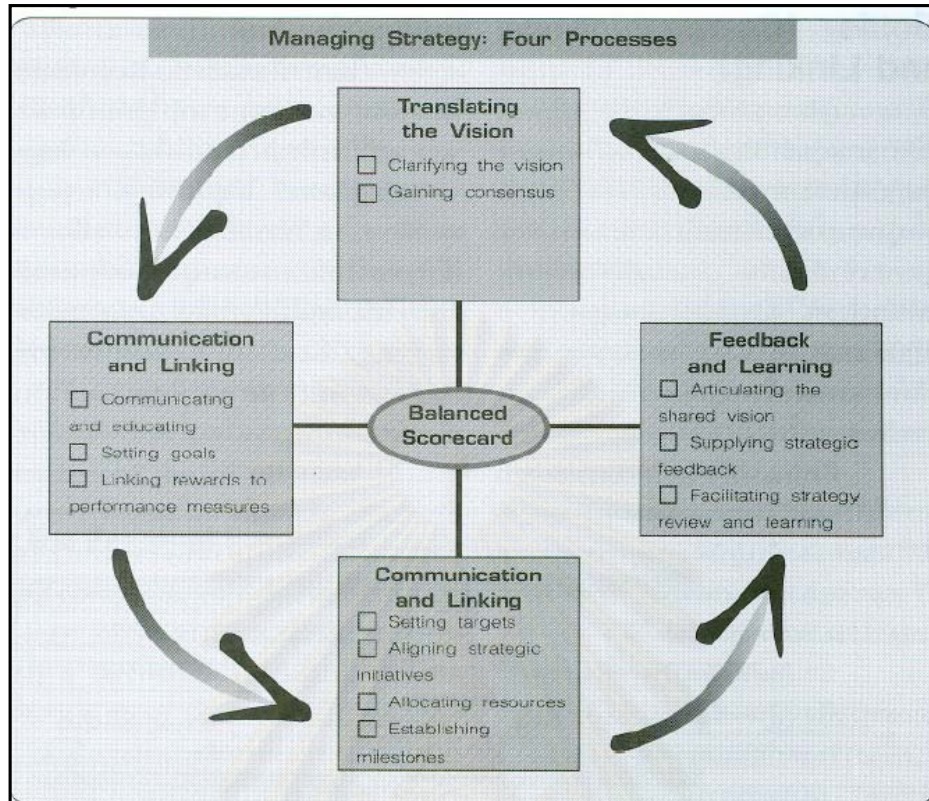 Managing Strategy: Four Processes
Translating
the Vision
Clarifying the vision
Gaining consensus
Communication
and Linking
Communicating
and educating
Setting goals
Linking rewards to
performance measures
Balanced
Scorecard
Feedback
and Learning
Articulating the
shared vision
Supplying strategic
feedback
Facilitating strategy
review and learning
Communication
and Linking
Setting targets
Aligning strategic
initiatives
Allocating resources
Establishing
milestones